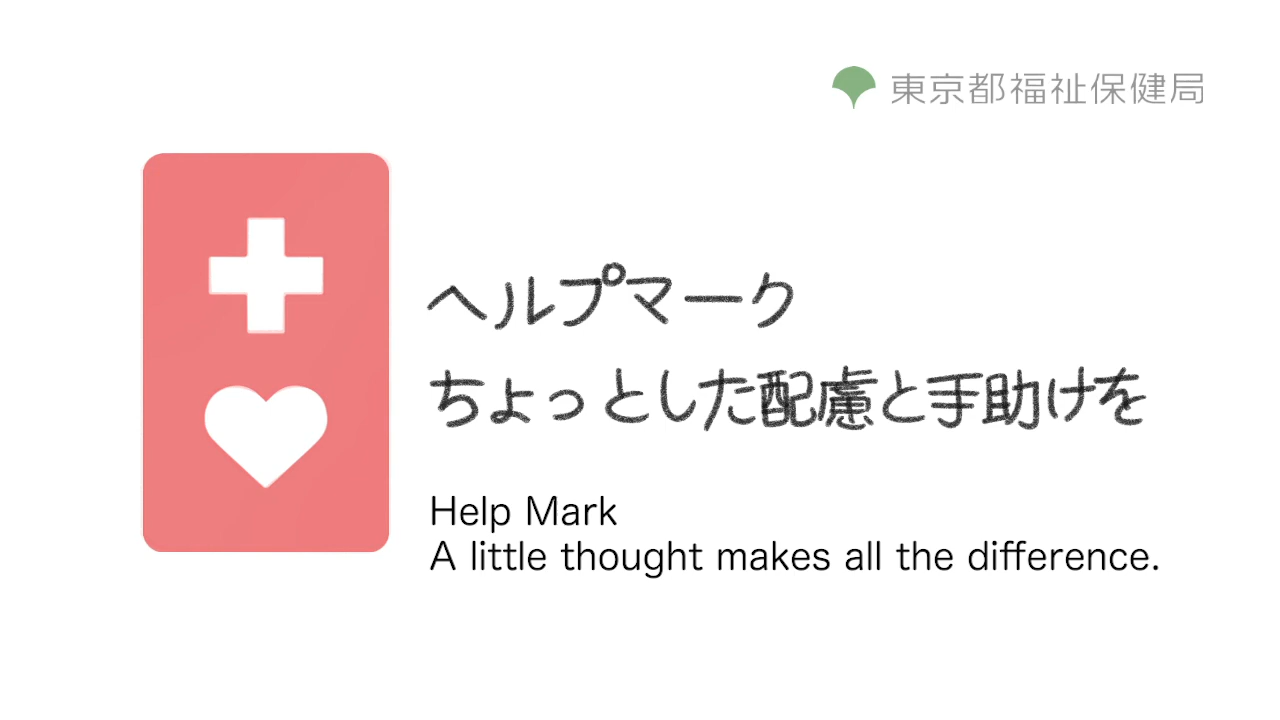 東京都福祉保健局
ヘルプマーク
ちょっとした配慮と手助けを
Help Mark
A little thought makes all the difference.